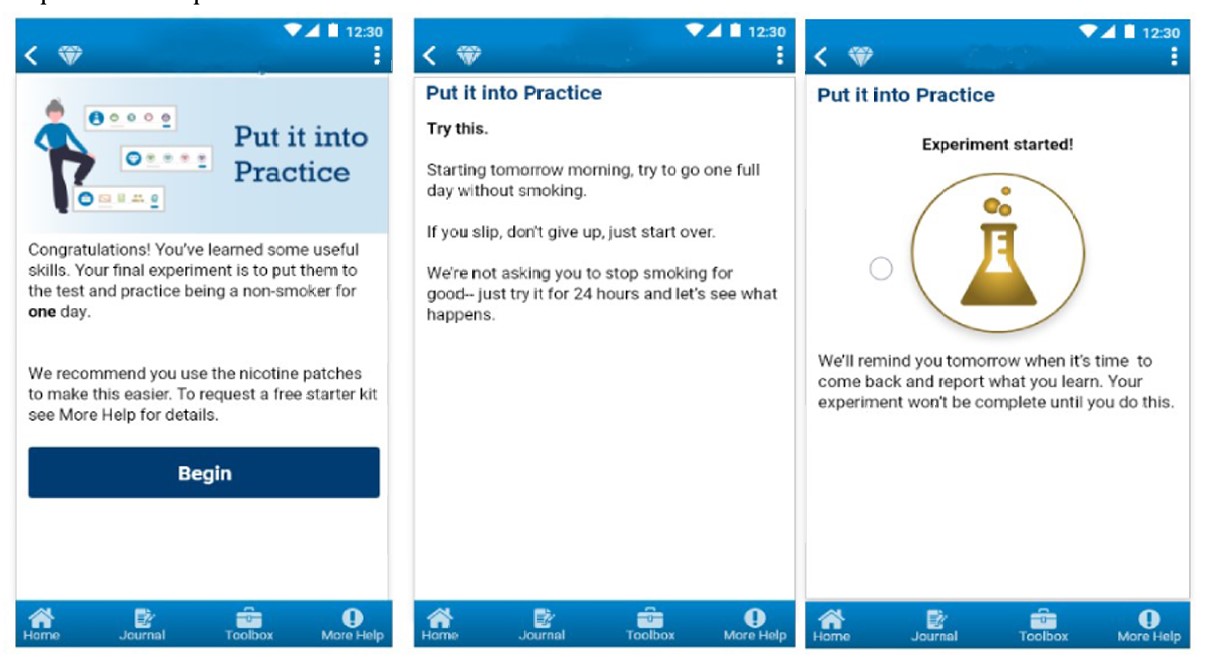 12:30
Put it into
Practice
Congratulations! You've learned some useful
skills. Your final experiment is to put them to
the test and practice being a non-smoker for
one day.
We recommend you use the nicotine patches
to make this easier. To request a free starter kit
see More Help for details.
Begin
Home Journal Toolbox More Help
12:30
Put it into Practice
Try this.
Starting tomorrow morning, try to go one full
day without smoking.
If you slip, don't give up, just start over.
We're not asking you to stop smoking for
good-- just try it for 24 hours and let's see what
happens.
Home Journal Toolbox More Help
12:30
Put it into Practice
Experiment started!
E
We'll remind you tomorrow when it's time to
come back and report what you learn. Your
experiment won't be complete until you do this.
Home Journal Toolbox More Help